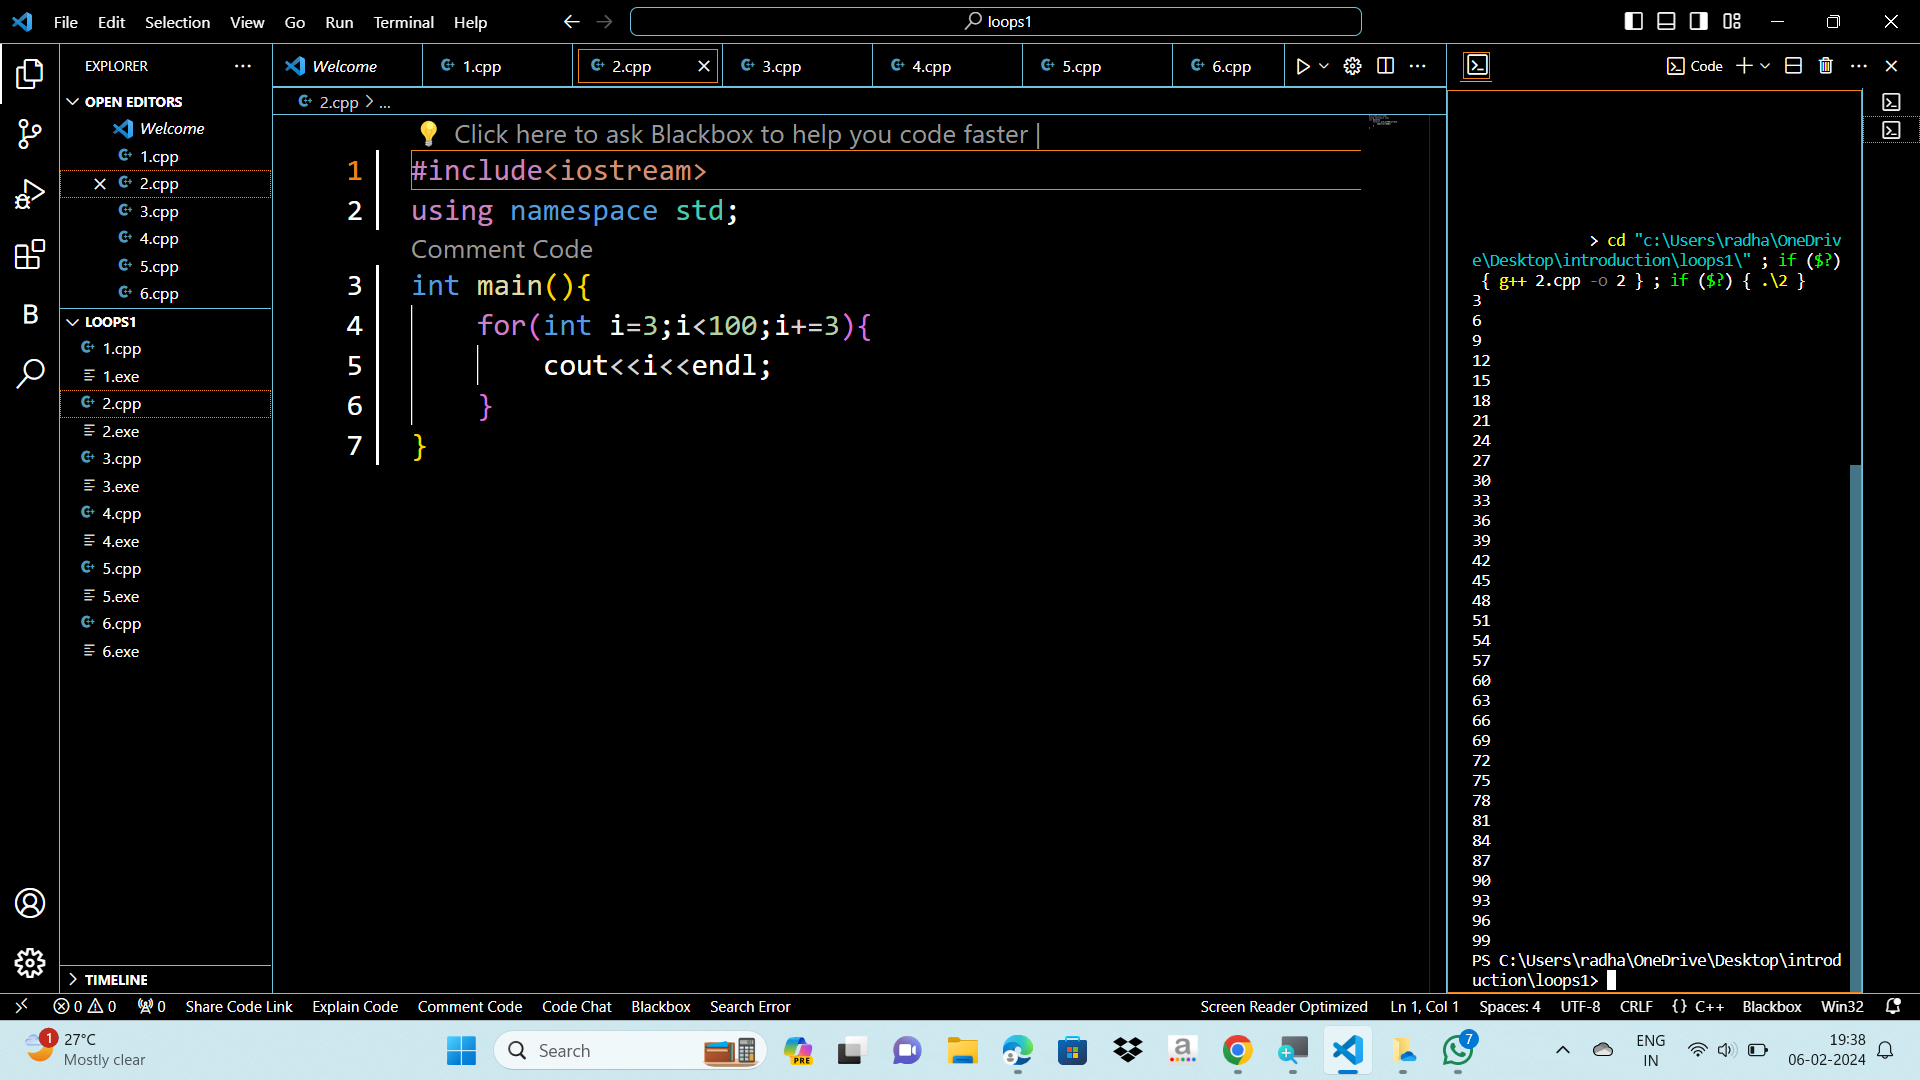 File Edit Selection View Go Run Terminal Help
loops1
EXPLORER
OPEN EDITORS
Welcome
1.cpp
2.cpp
3.cpp
4.cpp
5.cpp
6.cpp
LOOPS1
1.cpp
1.exe
2.cpp
2.exe
3.cpp
3.exe
4.cpp
4.exe
5.cpp
5.exe
6.cpp
6.exe
TIMELINE
Welcome 1.cpp 2.cpp 3.cpp 4.cpp 5.cpp 6.cpp
2.cpp > ...
Click here to ask Blackbox to help you code faster |
1 #include<iostream>
2 using namespace std;
Comment Code
3 int main(){
4 for(int i=3;i<100;i+=3){
5 cout<<i<<endl;
6 }
7 }
Code
> cd "c:\Users\radha\OneDriv
e\Desktop\introduction\loops1\" ; if ($?)
{ g++ 2.cpp -o 2 } ; if ($?) { .\2 }
3
6
9
12
15
18
21
24
27
30
33
36
39
42
45
48
51
54
57
60
63
66
69
72
75
78
81
84
87
90
93
96
99
PS C:\Users\radha\OneDrive\Desktop\introd
uction\loops1>
0 0 0 Share Code Link Explain Code Comment Code Code Chat Blackbox Search Error Screen Reader Optimized Ln 1, Col 1 Spaces: 4 UTF-8 CRLF {} C++ Blackbox Win32
1 27°C
Mostly clear
Search
PRE
a
7
ENG
IN
19:38
06-02-2024